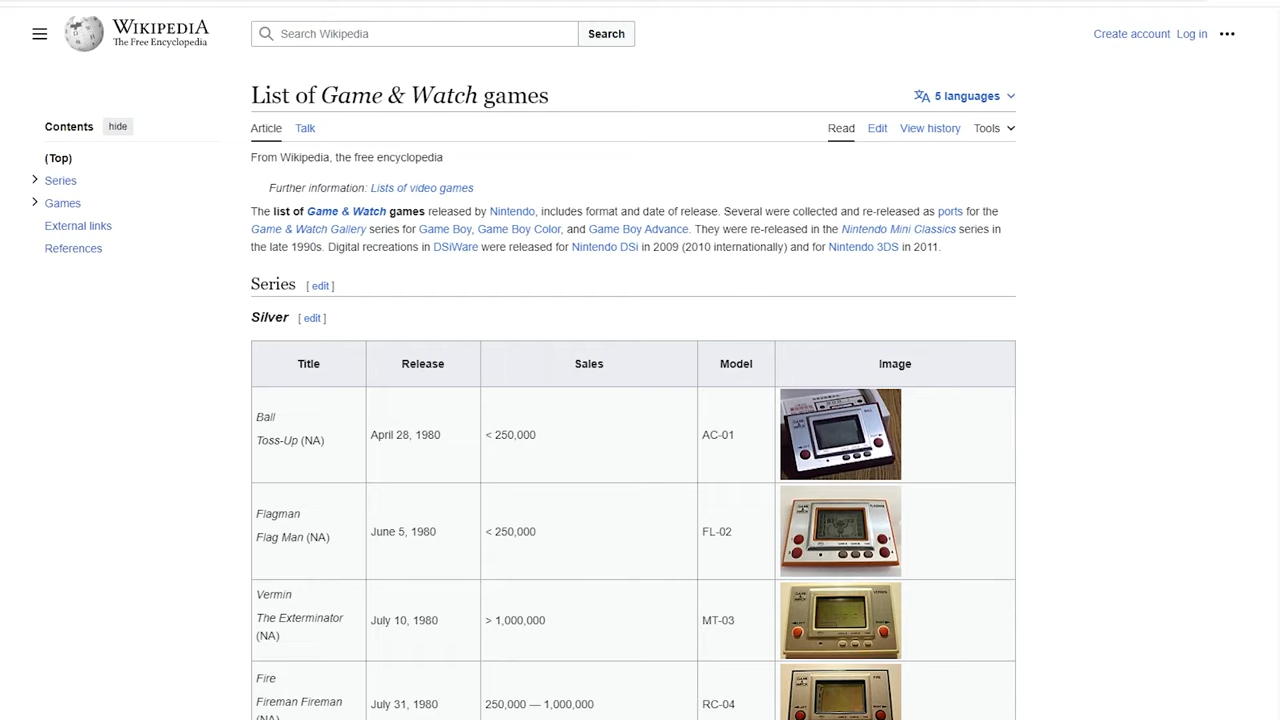 WIKIPEDIA
The Free Encyclopedia
Search Wikipedia
Search
Create account Log in
List of Game & Watch games
5 languages
Contents hide
Article Talk
Read Edit View history Tools
(Top)
Series
Games
External links
References
From Wikipedia, the free encyclopedia
Further information: Lists of video games
The list of Game & Watch games released by Nintendo, includes format and date of release. Several were collected and re-released as ports for the
Game & Watch Gallery series for Game Boy, Game Boy Color, and Game Boy Advance. They were re-released in the Nintendo Mini Classics series in
the late 1990s. Digital recreations in DSiWare were released for Nintendo DSi in 2009 (2010 internationally) and for Nintendo 3DS in 2011.
Series [ edit ]
Silver [ edit ]
Title Release Sales Model Image
Ball
Toss-Up (NA)
April 28, 1980
< 250,000
AC-01
Flagman
Flag Man (NA)
June 5, 1980
< 250,000
FL-02
Vermin
The Exterminator
(NA)
July 10, 1980
> 1,000,000
MT-03
Fire
Fireman Fireman
(NA)
July 31, 1980
250,000 — 1,000,000
RC-04